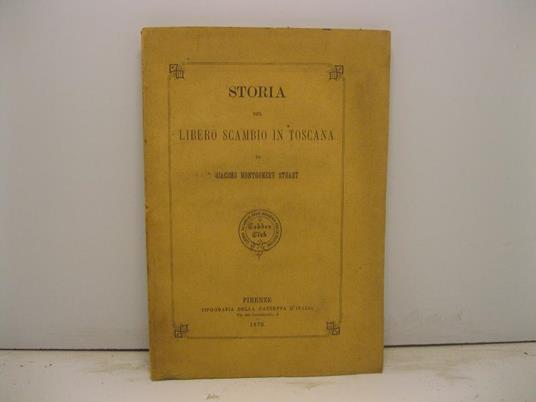 STORIA
DEL
LIBERO SCAMBIO IN TOSCANA
DI
GIACOMO MONTGOMERY STUART
Cobden
Club
FIRENZE
TIPOGRAFIA DELLA GAZZETTA D'ITALIA
1876